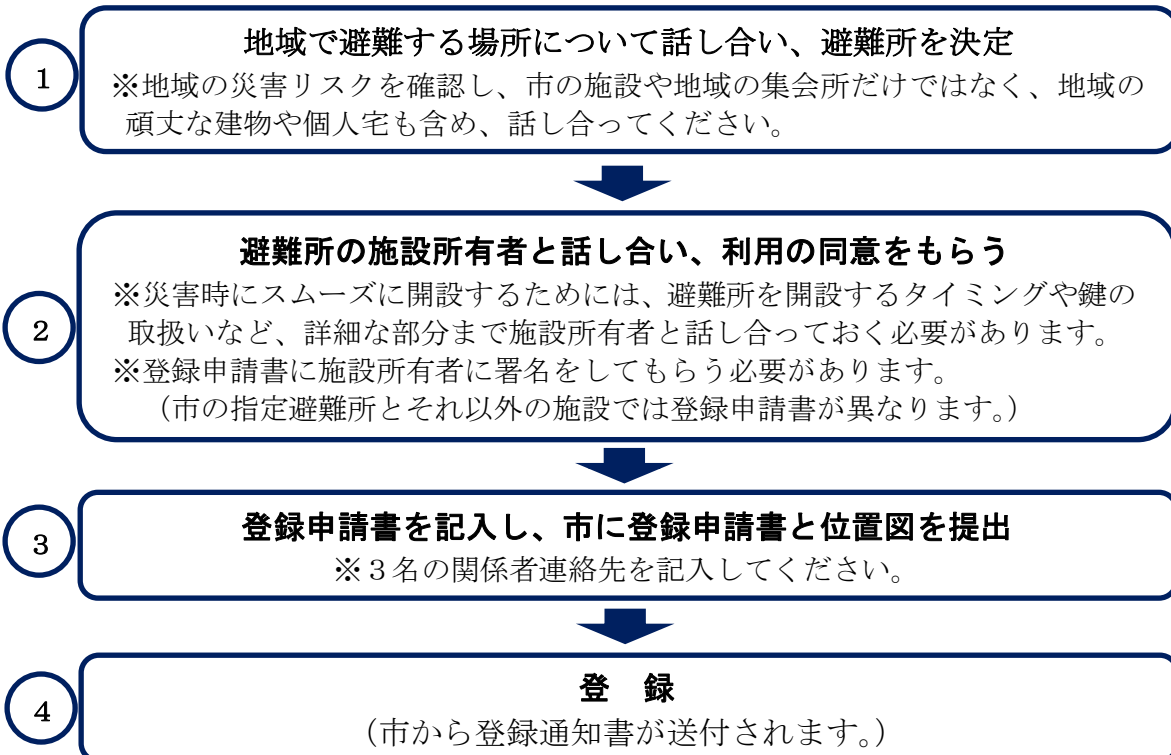 1
地域で避難する場所について話し合い、避難所を決定
※地域の災害リスクを確認し、市の施設や地域の集会所だけではなく、地域の
頑丈な建物や個人宅も含め、話し合ってください。
2
避難所の施設所有者と話し合い、利用の同意をもらう
※災害時にスムーズに開設するためには、避難所を開設するタイミングや鍵の
取扱いなど、詳細な部分まで施設所有者と話し合っておく必要があります。
※登録申請書に施設所有者に署名をしてもらう必要があります。
（市の指定避難所とそれ以外の施設では登録申請書が異なります。）
3
登録申請書を記入し、市に登録申請書と位置図を提出
※３名の関係者連絡先を記入してください。
4
登　録
（市から登録通知書が送付されます。）